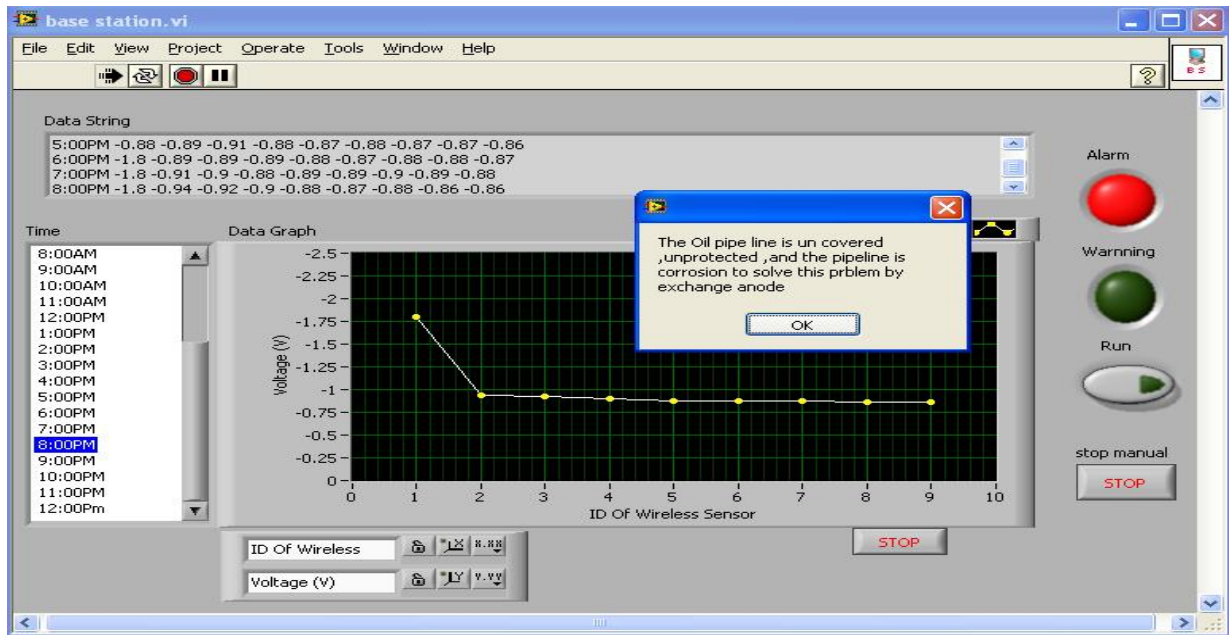 base station.vi
File Edit View Project Operate Tools Window Help
BS
Data String
5:00PM -0.88 -0.89 -0.91 -0.88 -0.87 -0.88 -0.87 -0.87 -0.86
6:00PM -1.8 -0.89 -0.89 -0.89 -0.88 -0.87 -0.88 -0.88 -0.87
7:00PM -1.8 -0.91 -0.9 -0.88 -0.89 -0.89 -0.9 -0.89 -0.88
8:00PM -1.8 -0.94 -0.92 -0.9 -0.88 -0.87 -0.88 -0.86 -0.86
Alarm
Warnning
Run
stop manual
STOP
Time
8:00AM
9:00AM
10:00AM
11:00AM
12:00PM
1:00PM
2:00PM
3:00PM
4:00PM
5:00PM
6:00PM
7:00PM
8:00PM
9:00PM
10:00PM
11:00PM
12:00Pm
Data Graph
-2.5
-2.25
-2
-1.75
-1.5
-1.25
-1
-0.75
-0.5
-0.25
0
Voltage (V)
0 1 2 3 4 5 6 7 8 9 10
ID Of Wireless Sensor
The Oil pipe line is un covered
,unprotected ,and the pipeline is
corrosion to solve this prblem by
exchange anode
OK
STOP
ID Of Wireless
Voltage (V)
X X.XX
Y Y.YY